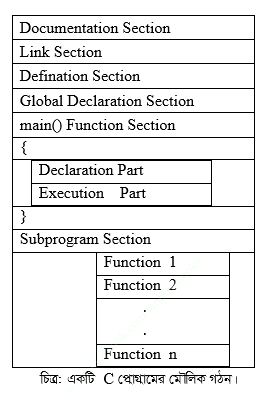 Documentation Section
Link Section
Defination Section
Global Declaration Section
main() Function Section
{
Declaration Part
Execution Part
}
Subprogram Section
Function 1
Function 2
.
.
Function n
চিত্র: একটি C প্রোগ্রামের মৌলিক গঠন।